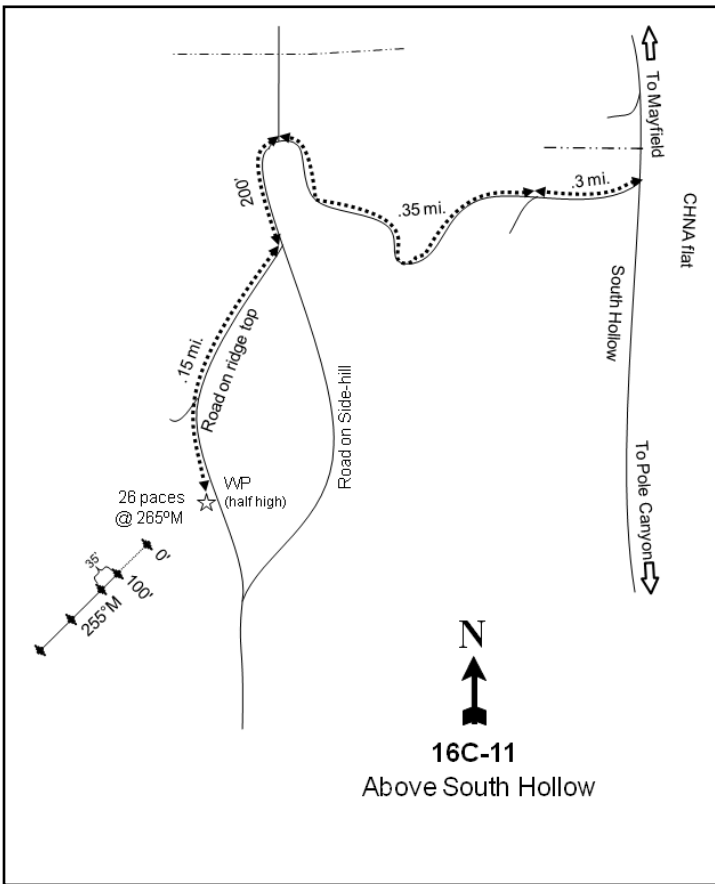 To Mayfield
CHNA flat
.3 mi.
.35 mi.
200'
South Hollow
.15 mi.
Road on ridge top
Road on Side-hill
To Pole Canyon
WP
(half high)
26 paces
@ 265ºM
35'
0'
100'
255°M
N
16C-11
Above South Hollow